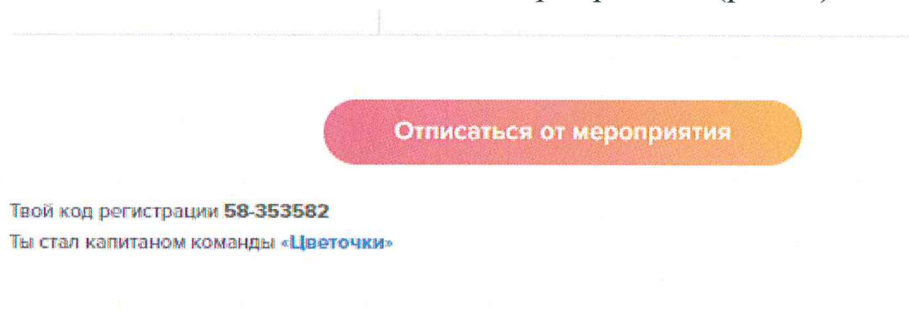 Отписаться от мероприятия
Твой код регистрации 58-353582
Ты стал капитаном команды «Цветочки»